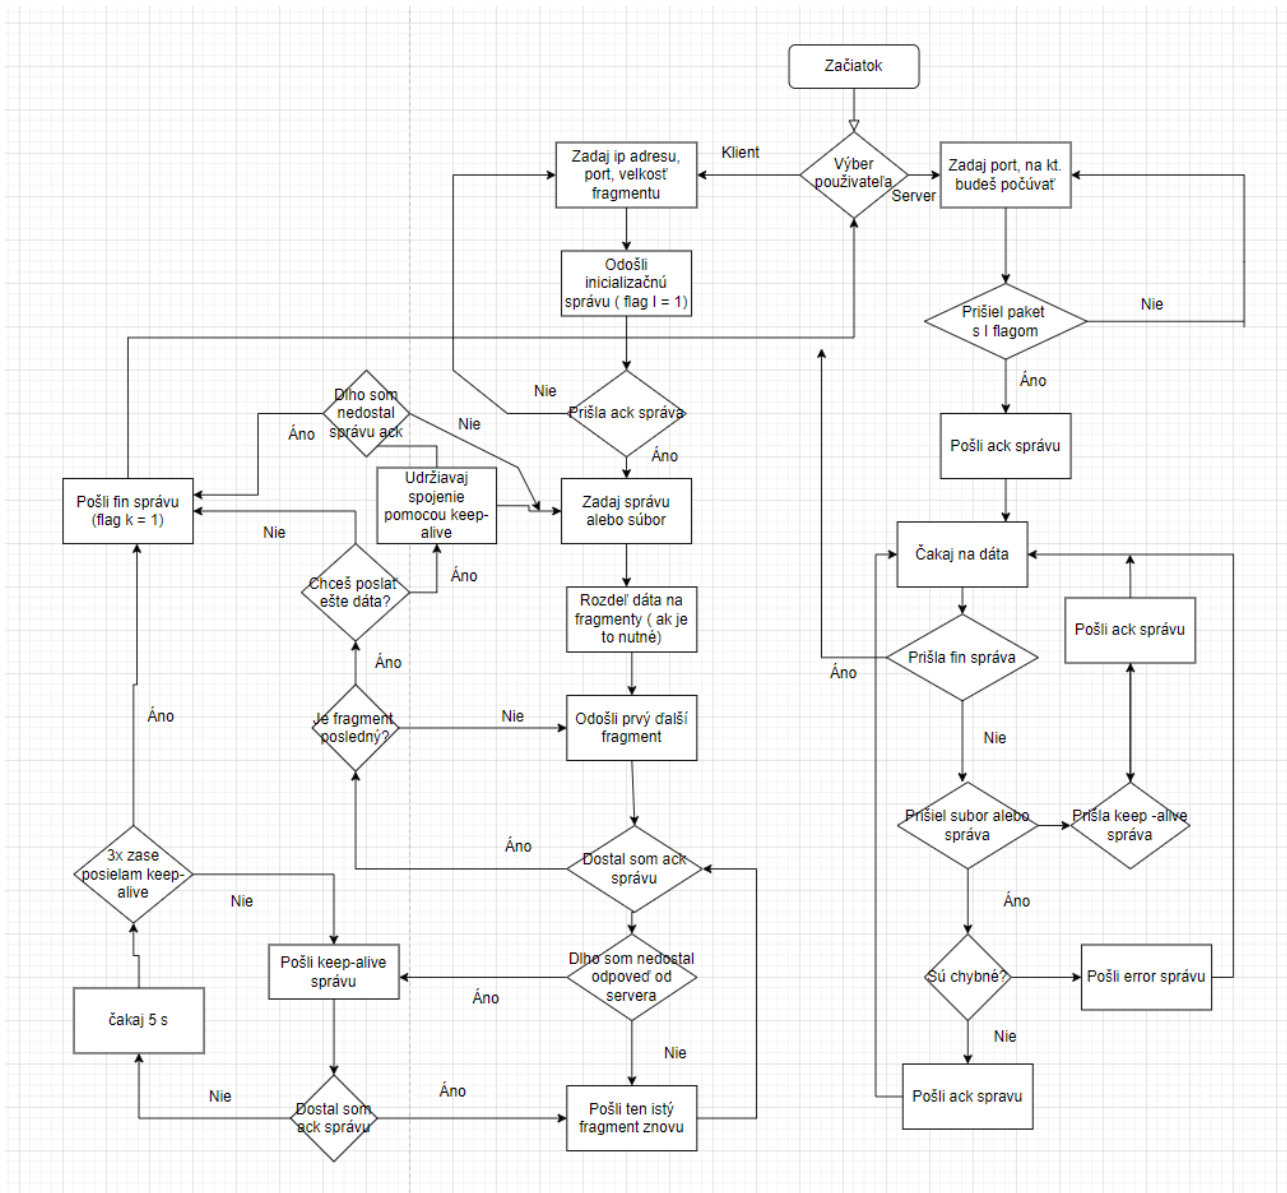 Začiatok
Výber
použivateľa
Klient
Server
Zadaj ip adresu,
port, velkosť
fragmentu
Zadaj port, na kt.
budeš počúvať
Odošli
inicializačnú
správu ( flag I = 1)
Prišiel paket
s I flagom
Nie
Áno
Prišla ack správa
Nie
Áno
Pošli ack správu
Dlho som
nedostal
správu ack
Áno
Nie
Pošli fin správu
(flag k = 1)
Udržiavaj
spojenie
pomocou keep-
alive
Zadaj správu
alebo súbor
Nie
Chceš poslať
ešte dáta?
Áno
Áno
Čakaj na dáta
Rozdeľ dáta na
fragmenty ( ak je
to nutné)
Pošli ack správu
Prišla fin správa
Áno
Nie
Je fragment
posledný?
Nie
Odošli prvý ďalší
fragment
Áno
Prišiel subor alebo
správa
Prišla keep -alive
správa
Áno
3x zase
posielam keep-
alive
Nie
Áno
Dostal som ack
správu
Pošli keep-alive
správu
Áno
Dlho som nedostal
odpoveď od
servera
Nie
Sú chybné?
Pošli error správu
Nie
čakaj 5 s
Nie
Dostal som
ack správu
Áno
Pošli ten istý
fragment znovu
Pošli ack spravu